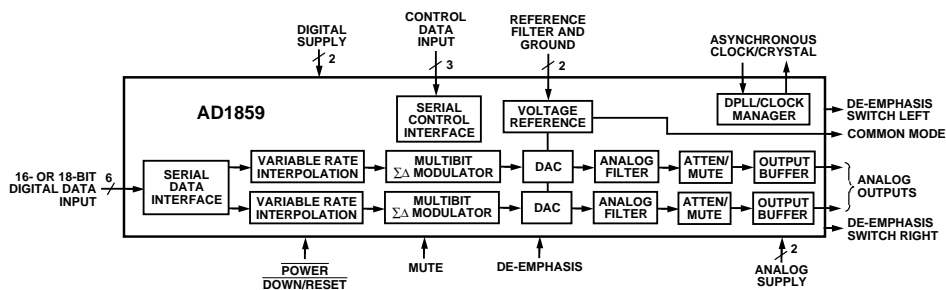 DIGITAL
SUPPLY
2
CONTROL
DATA
INPUT
3
REFERENCE
FILTER AND
GROUND
2
ASYNCHRONOUS
CLOCK/CRYSTAL
AD1859
SERIAL
CONTROL
INTERFACE
VOLTAGE
REFERENCE
DPLL/CLOCK
MANAGER
DE-EMPHASIS
SWITCH LEFT
COMMON MODE
16- OR 18-BIT
DIGITAL DATA
INPUT
6
SERIAL
DATA
INTERFACE
VARIABLE RATE
INTERPOLATION
MULTIBIT
ΣΔ MODULATOR
DAC
ANALOG
FILTER
ATTEN/
MUTE
OUTPUT
BUFFER
VARIABLE RATE
INTERPOLATION
MULTIBIT
ΣΔ MODULATOR
DAC
ANALOG
FILTER
ATTEN/
MUTE
OUTPUT
BUFFER
ANALOG
OUTPUTS
DE-EMPHASIS
SWITCH RIGHT
POWER
DOWN/RESET
MUTE
DE-EMPHASIS
2
ANALOG
SUPPLY